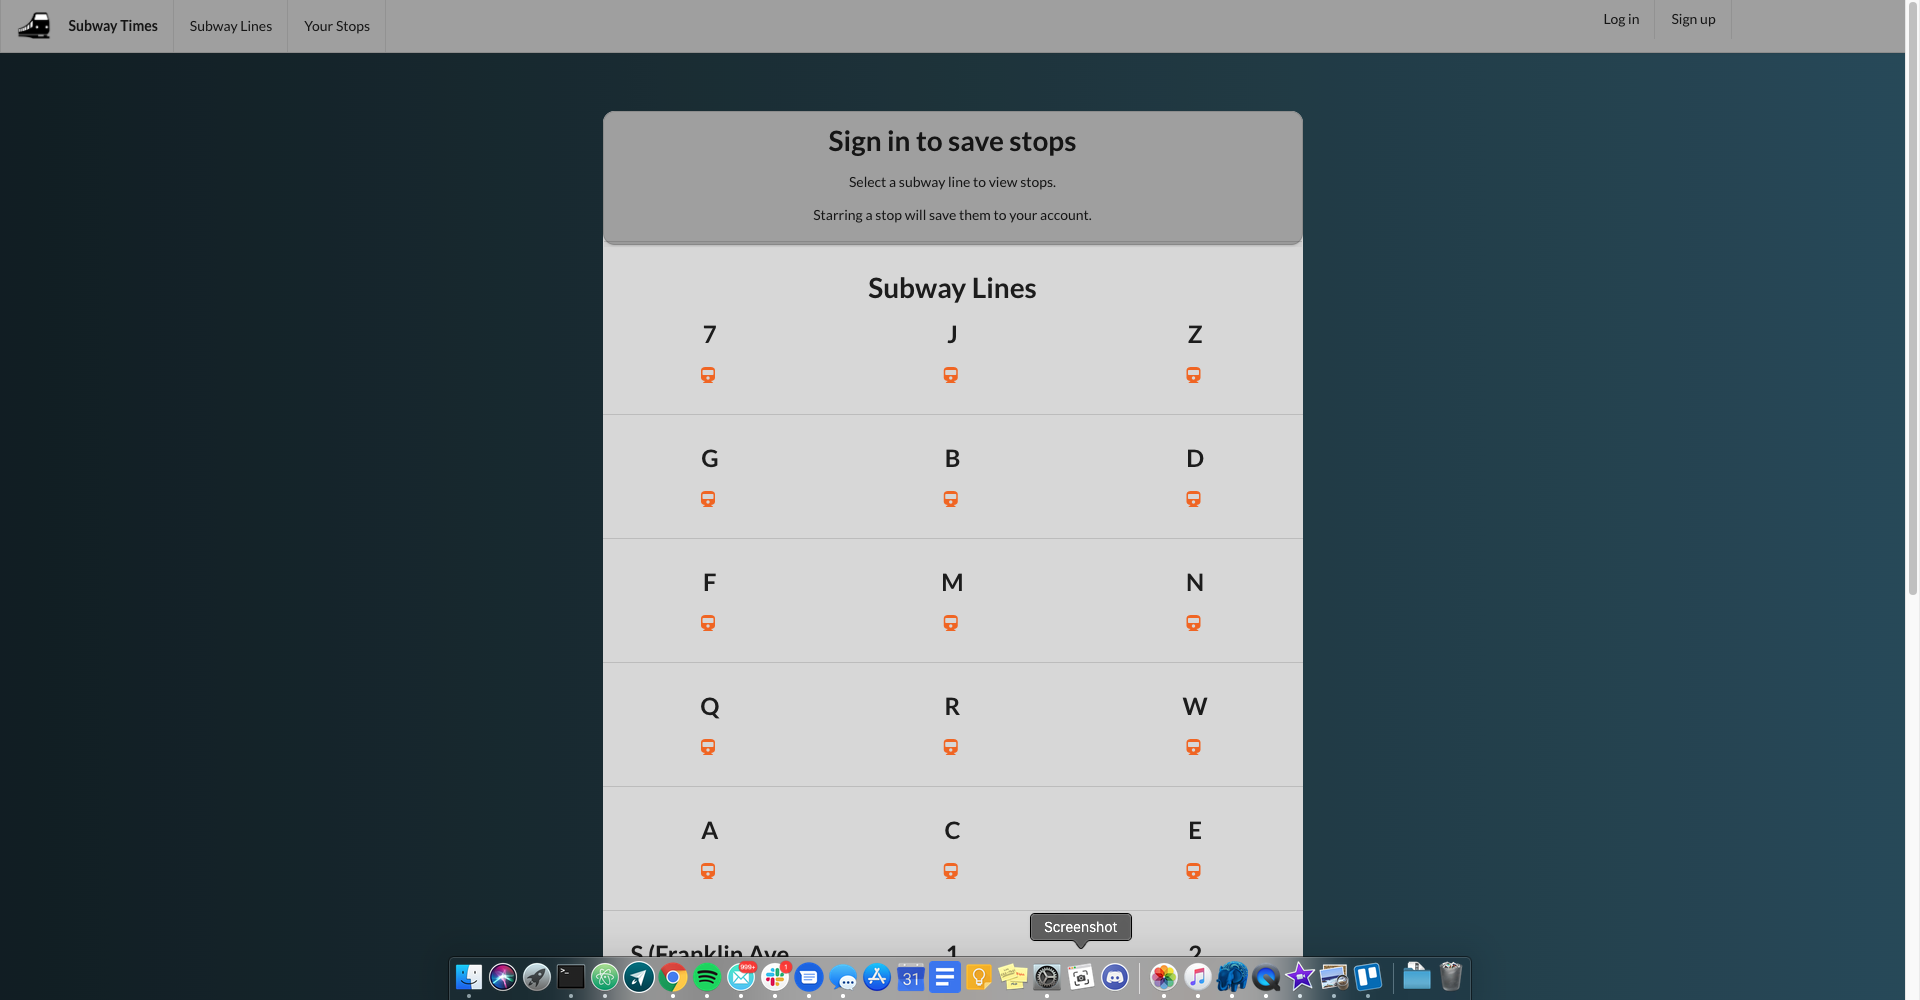 Subway Times Subway Lines Your Stops Log in Sign up
Sign in to save stops
Select a subway line to view stops.
Starring a stop will save them to your account.
Subway Lines
7 J Z
G B D
F M N
Q R W
A C E
Screenshot
S (Franklin Ave 1 2
999+ 1
31